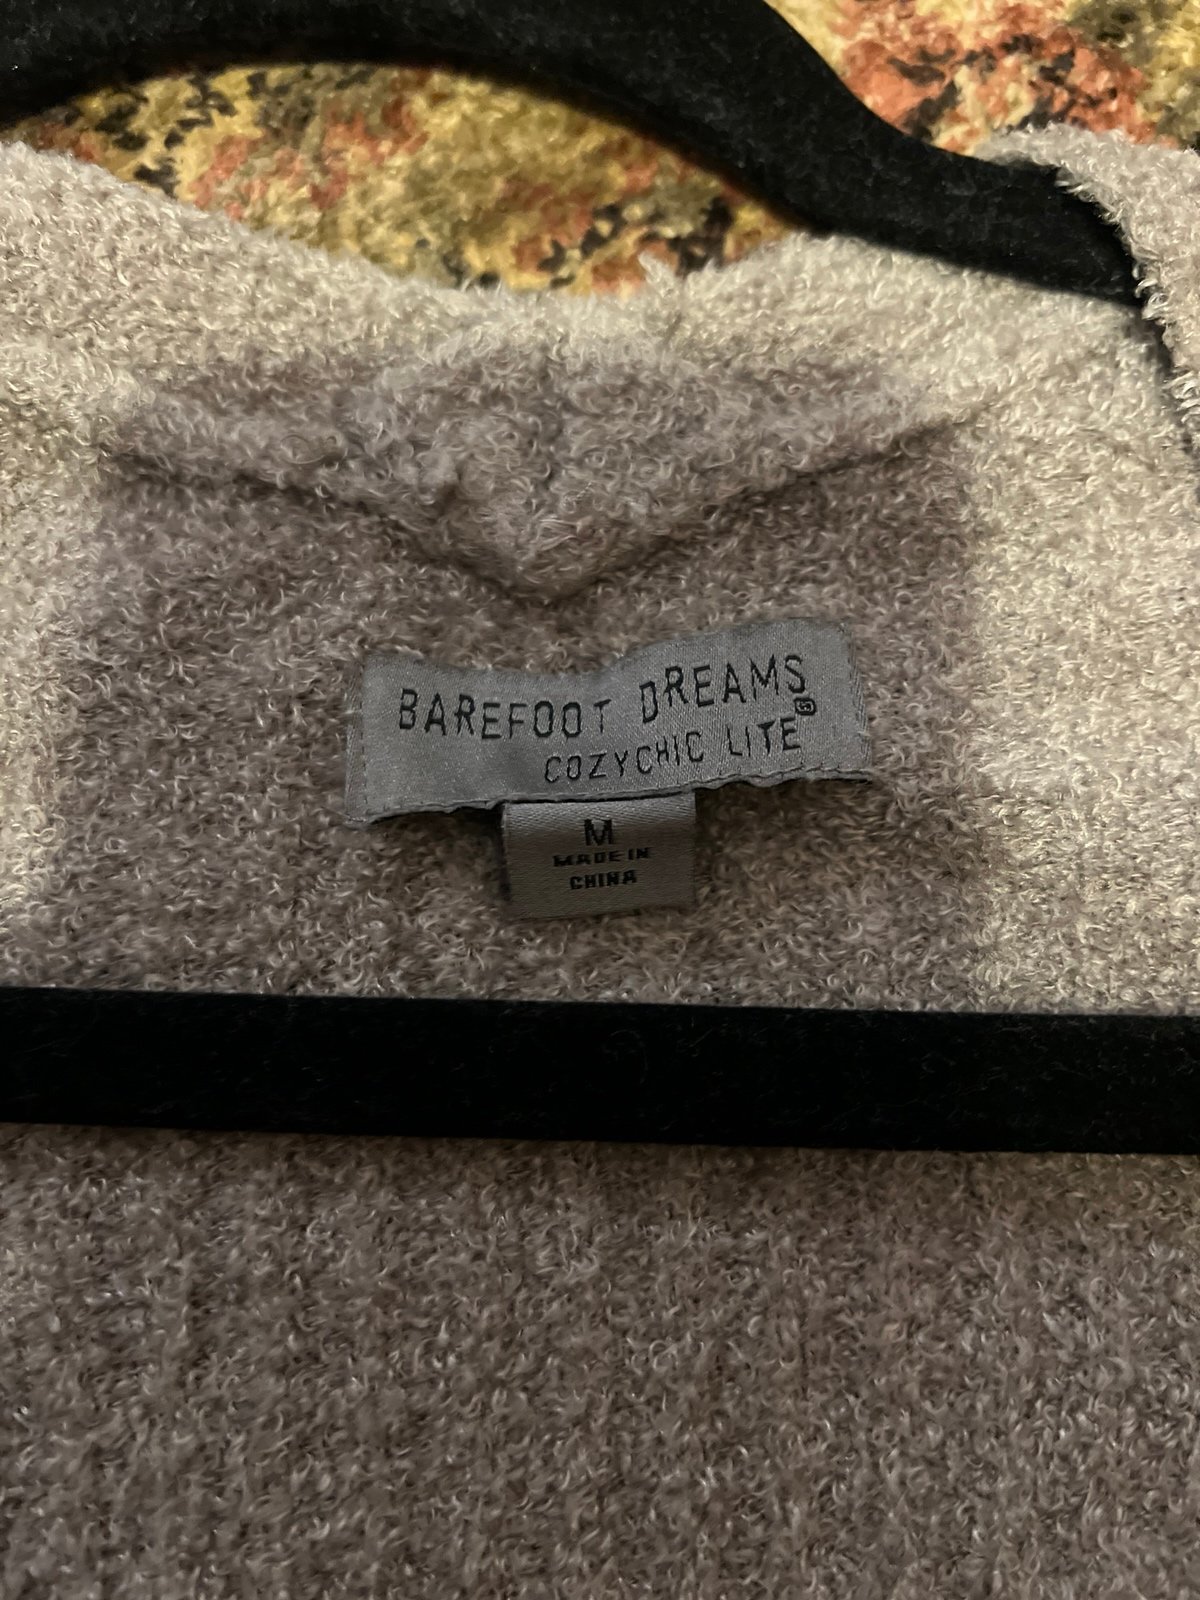 BAREFOOT DREAMS®
COZYCHIC LITE
M
MADE IN
CHINA